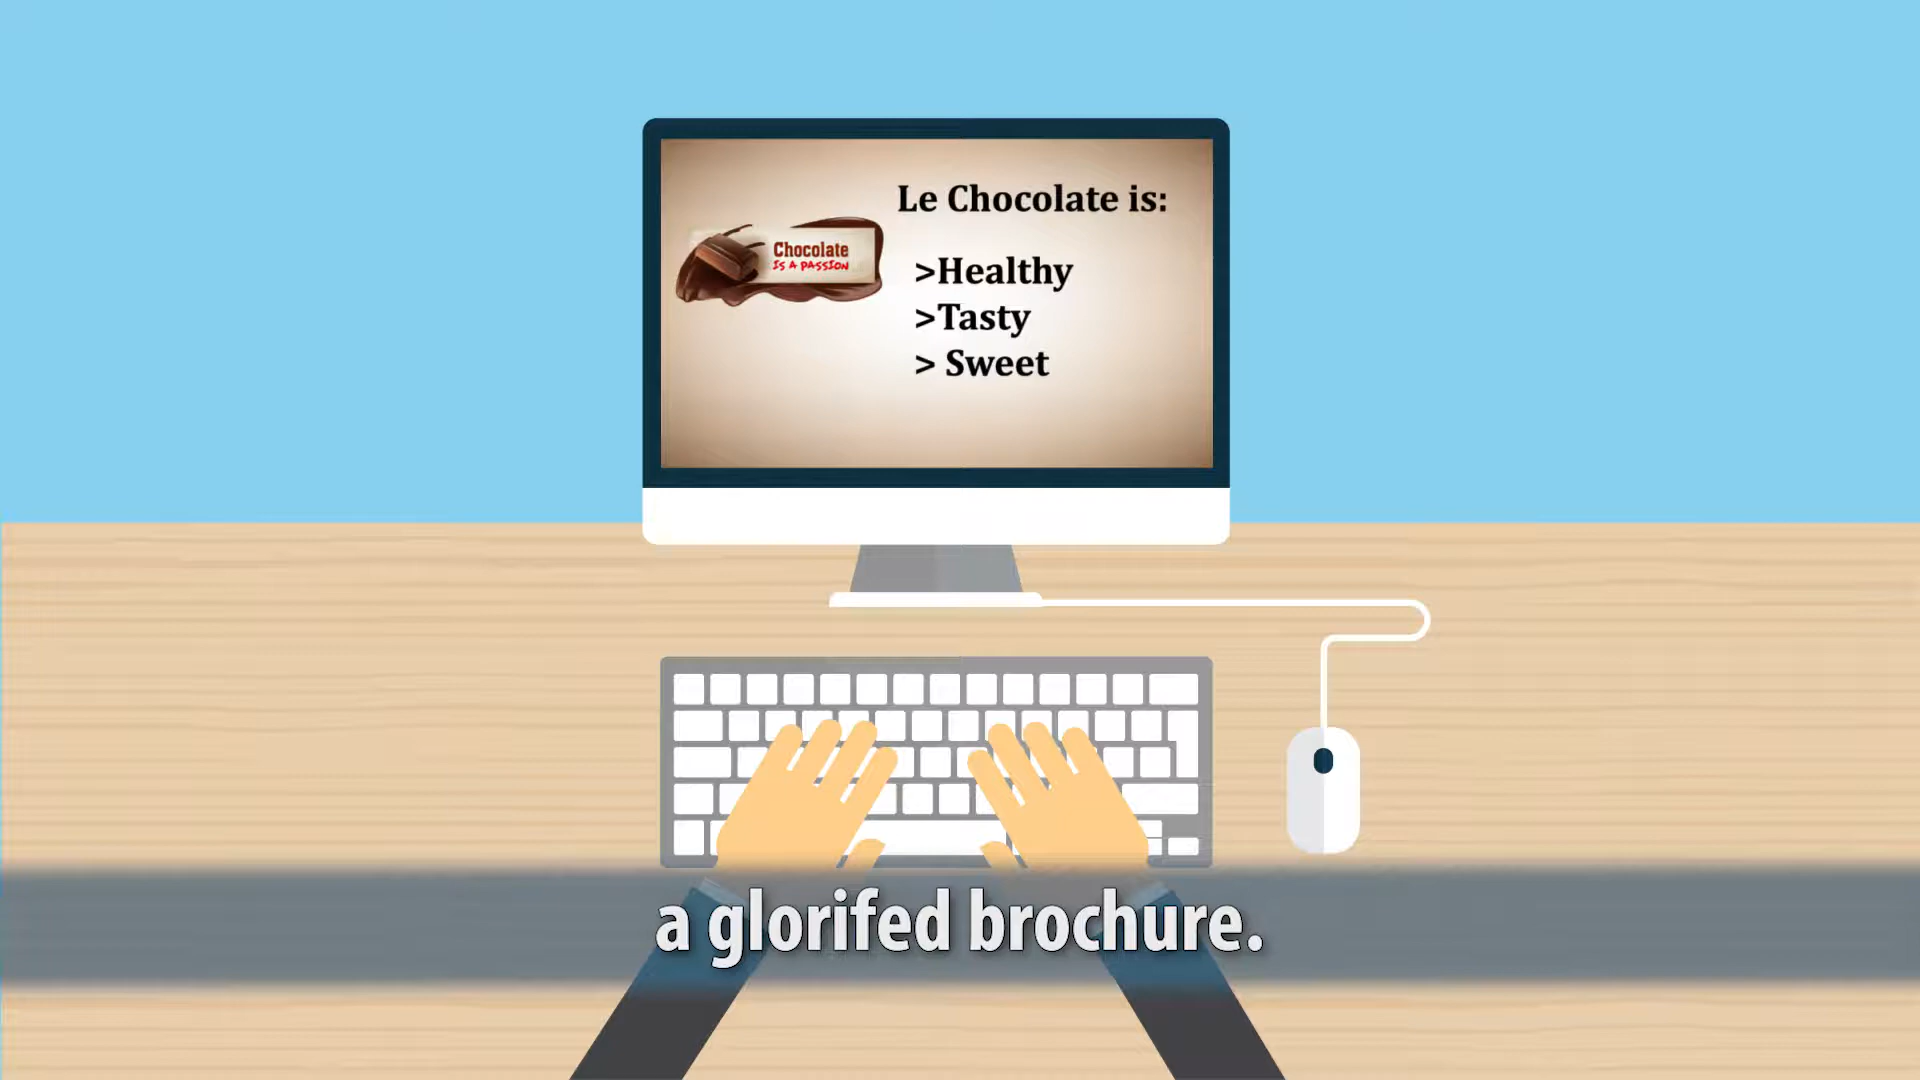 Le Chocolate is:
Chocolate
IS A PASSION
>Healthy
>Tasty
> Sweet
a glorifed brochure.